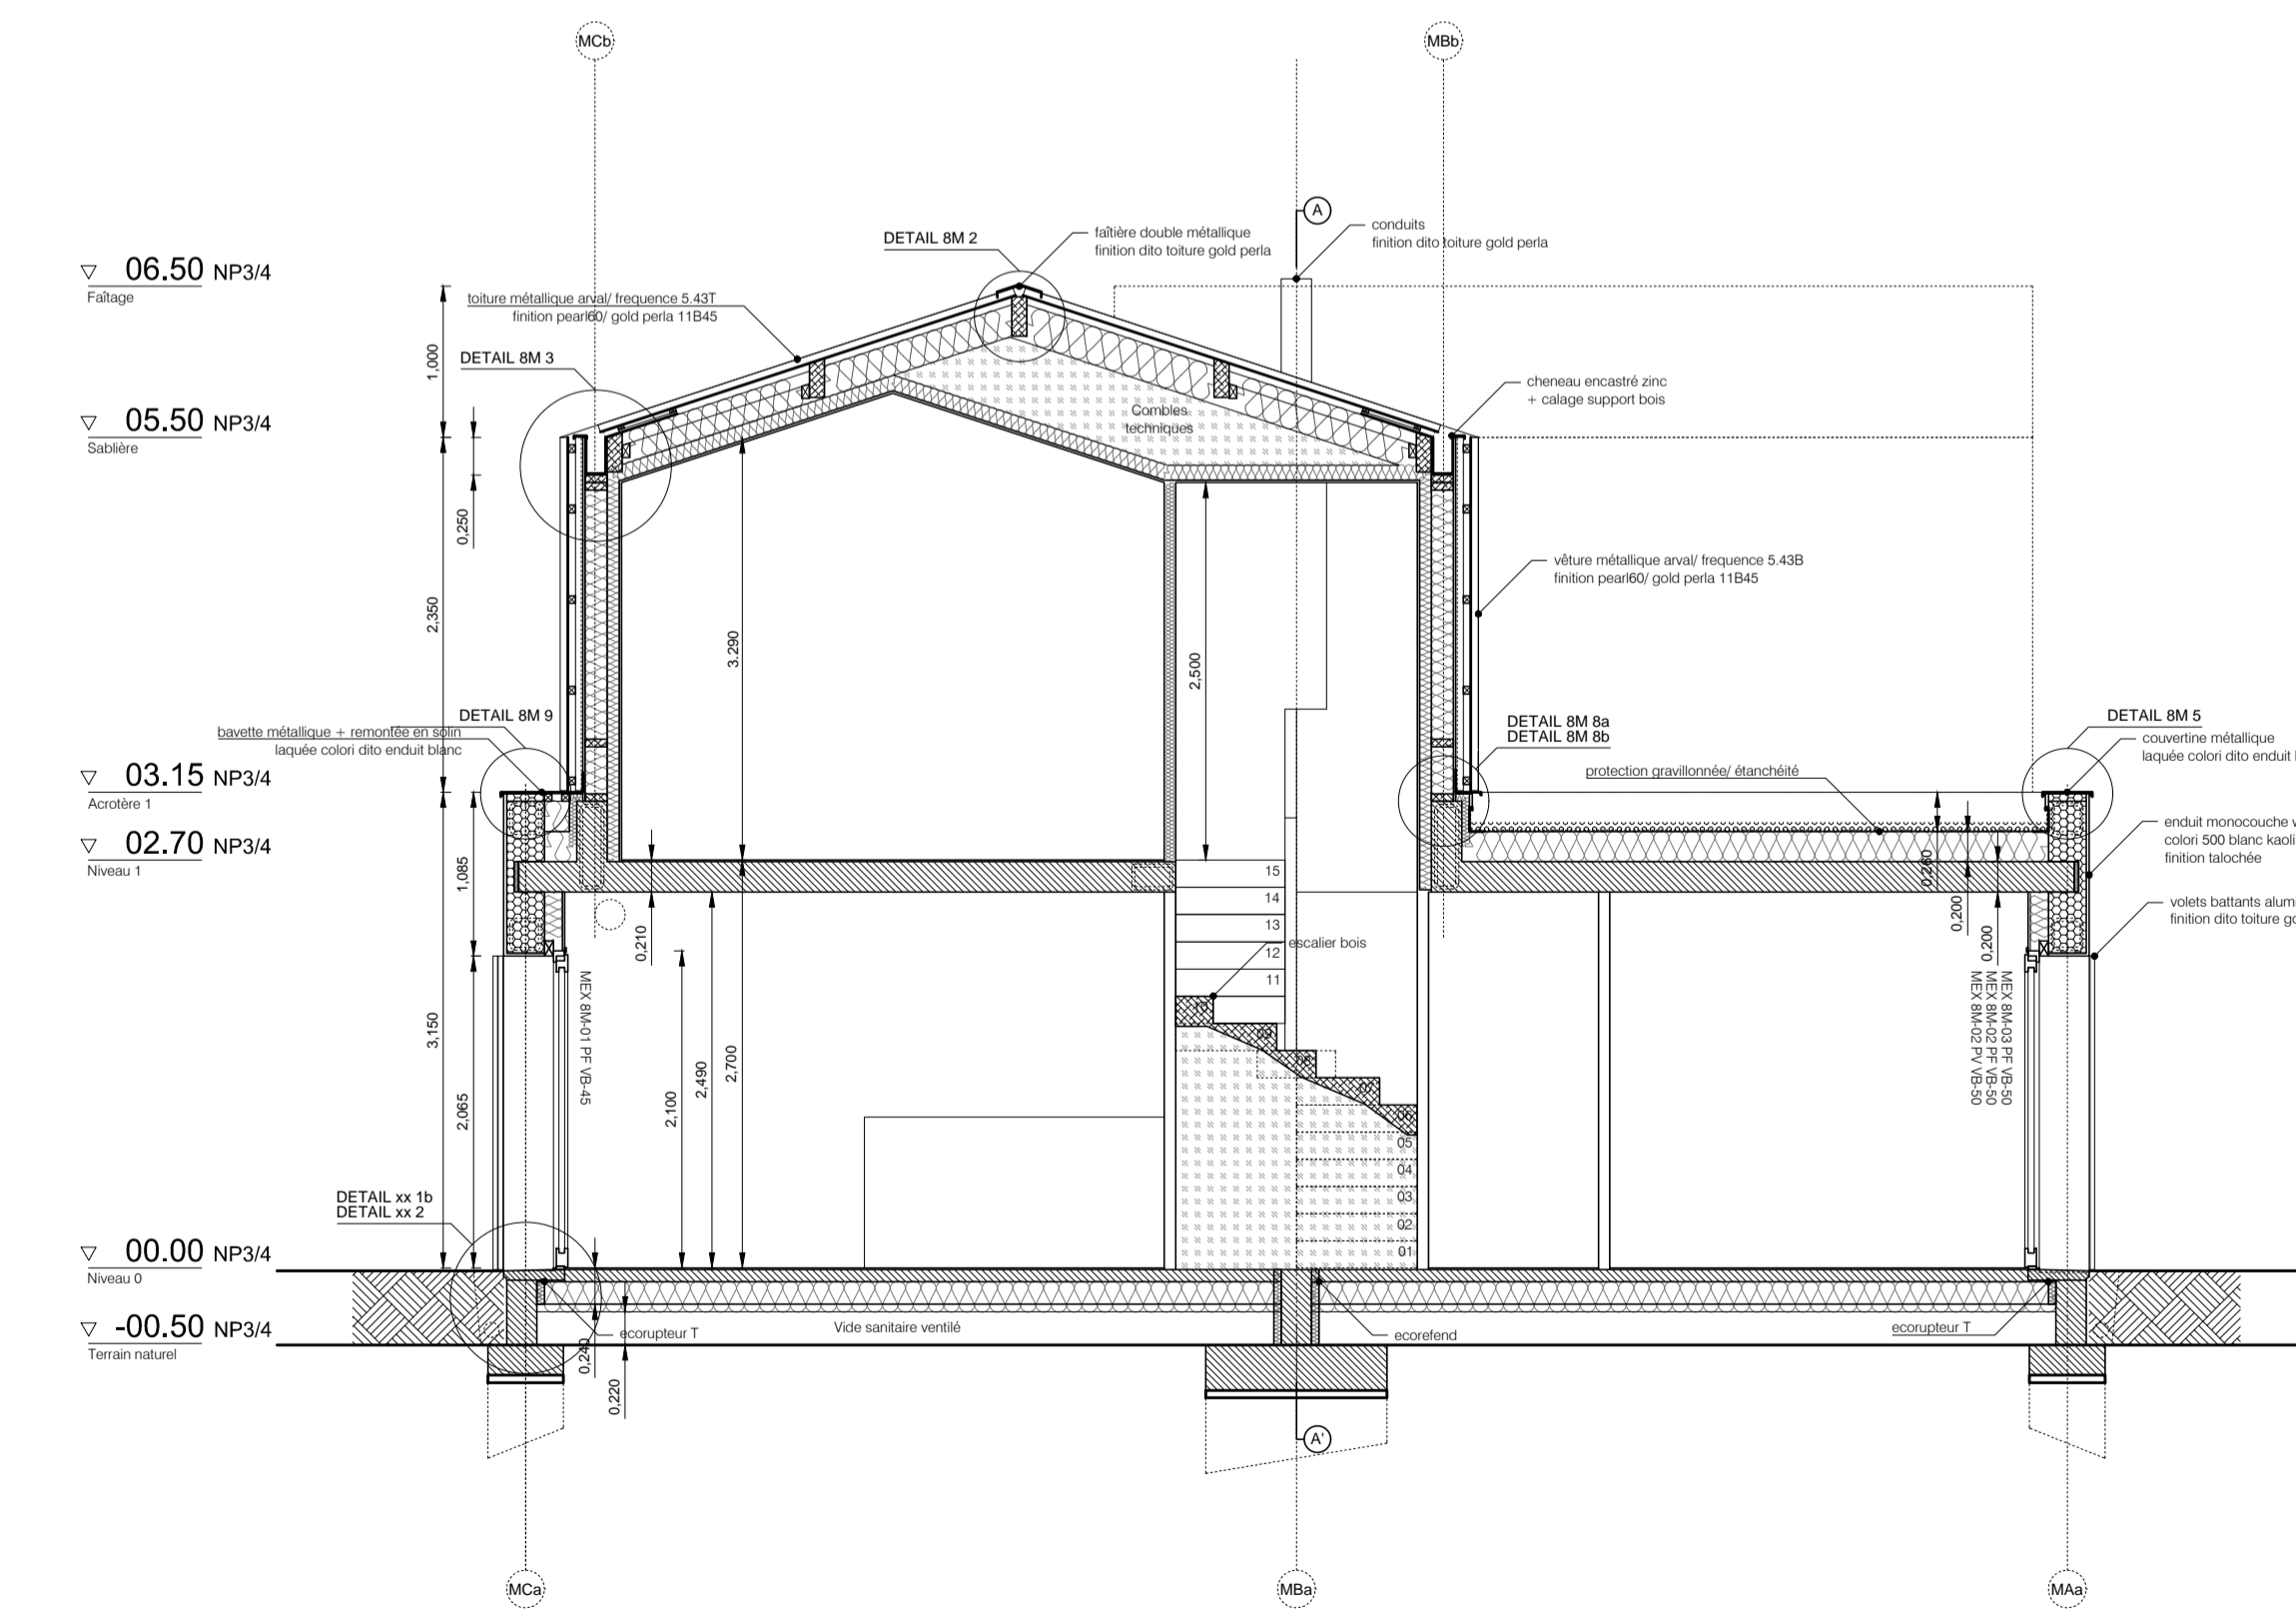 MCb
MBb
A
DETAIL 8M 2
faîtière double métallique
finition dito toiture gold perla
conduits
finition dito toiture gold perla
06.50 NP3/4
Faîtage
toiture métallique arval/ frequence 5.43T
finition pearl60/ gold perla 11B45
1,000
DETAIL 8M 3
cheneau encastré zinc
+ calage support bois
Combles
techniques
05.50 NP3/4
Sablière
0,250
2,350
3.290
2,500
vêture métallique arval/ frequence 5.43B
finition pearl60/ gold perla 11B45
DETAIL 8M 9
bavette métallique + remontée en solin
laquée colori dito enduit blanc
DETAIL 8M 8a
DETAIL 8M 8b
protection gravillonnée/ étanchéité
DETAIL 8M 5
couvertine métallique
laquée colori dito enduit
03.15 NP3/4
Acrotère 1
02.70 NP3/4
Niveau 1
enduit monocouche
colori 500 blanc
finition talochée
volets battants
finition dito toiture
1,085
0,210
0,260
0,200
0,200
15
14
13
12
11
10
09
08
07
06
05
04
03
02
01
escalier bois
MEX 8M-01 PF VB-45
MEX 8M-03 PF VB-50
MEX 8M-02 PF VB-50
MEX 8M-02 PV VB-50
3,150
2,065
2,100
2,490
2,700
DETAIL xx 1b
DETAIL xx 2
00.00 NP3/4
Niveau 0
-00.50 NP3/4
Terrain naturel
0,240
0,220
ecorupteur T
Vide sanitaire ventilé
ecorefend
ecorupteur T
A'
MCa
MBa
MAa